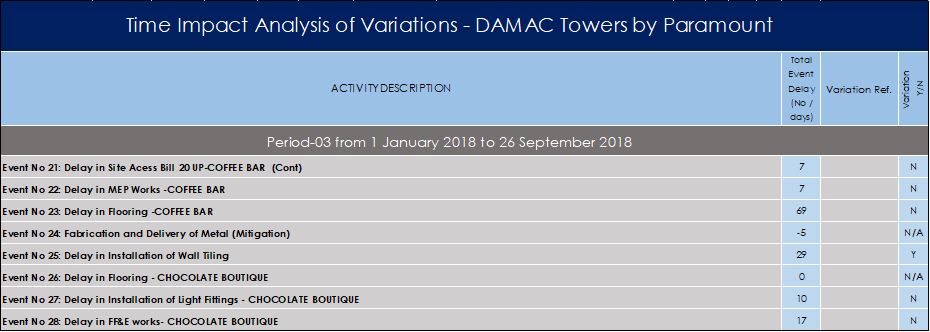 Time Impact Analysis of Variations - DAMAC Towers by Paramount
ACTIVITY DESCRIPTION
Total
Event
Delay
(No /
days)
Variation Ref.
Variation
Y/N
Period-03 from 1 January 2018 to 26 September 2018
Event No 21: Delay in Site Acess Bill 20 UP-COFFEE BAR (Cont) 7 N
Event No 22: Delay in MEP Works -COFFEE BAR 7 N
Event No 23: Delay in Flooring -COFFEE BAR 69 N
Event No 24: Fabrication and Delivery of Metal (Mitigation) -5 N/A
Event No 25: Delay in Installation of Wall Tiling 29 Y
Event No 26: Delay in Flooring - CHOCOLATE BOUTIQUE 0 N/A
Event No 27: Delay in Installation of Light Fittings - CHOCOLATE BOUTIQUE 10 N
Event No 28: Delay in FF&E works- CHOCOLATE BOUTIQUE 17 N